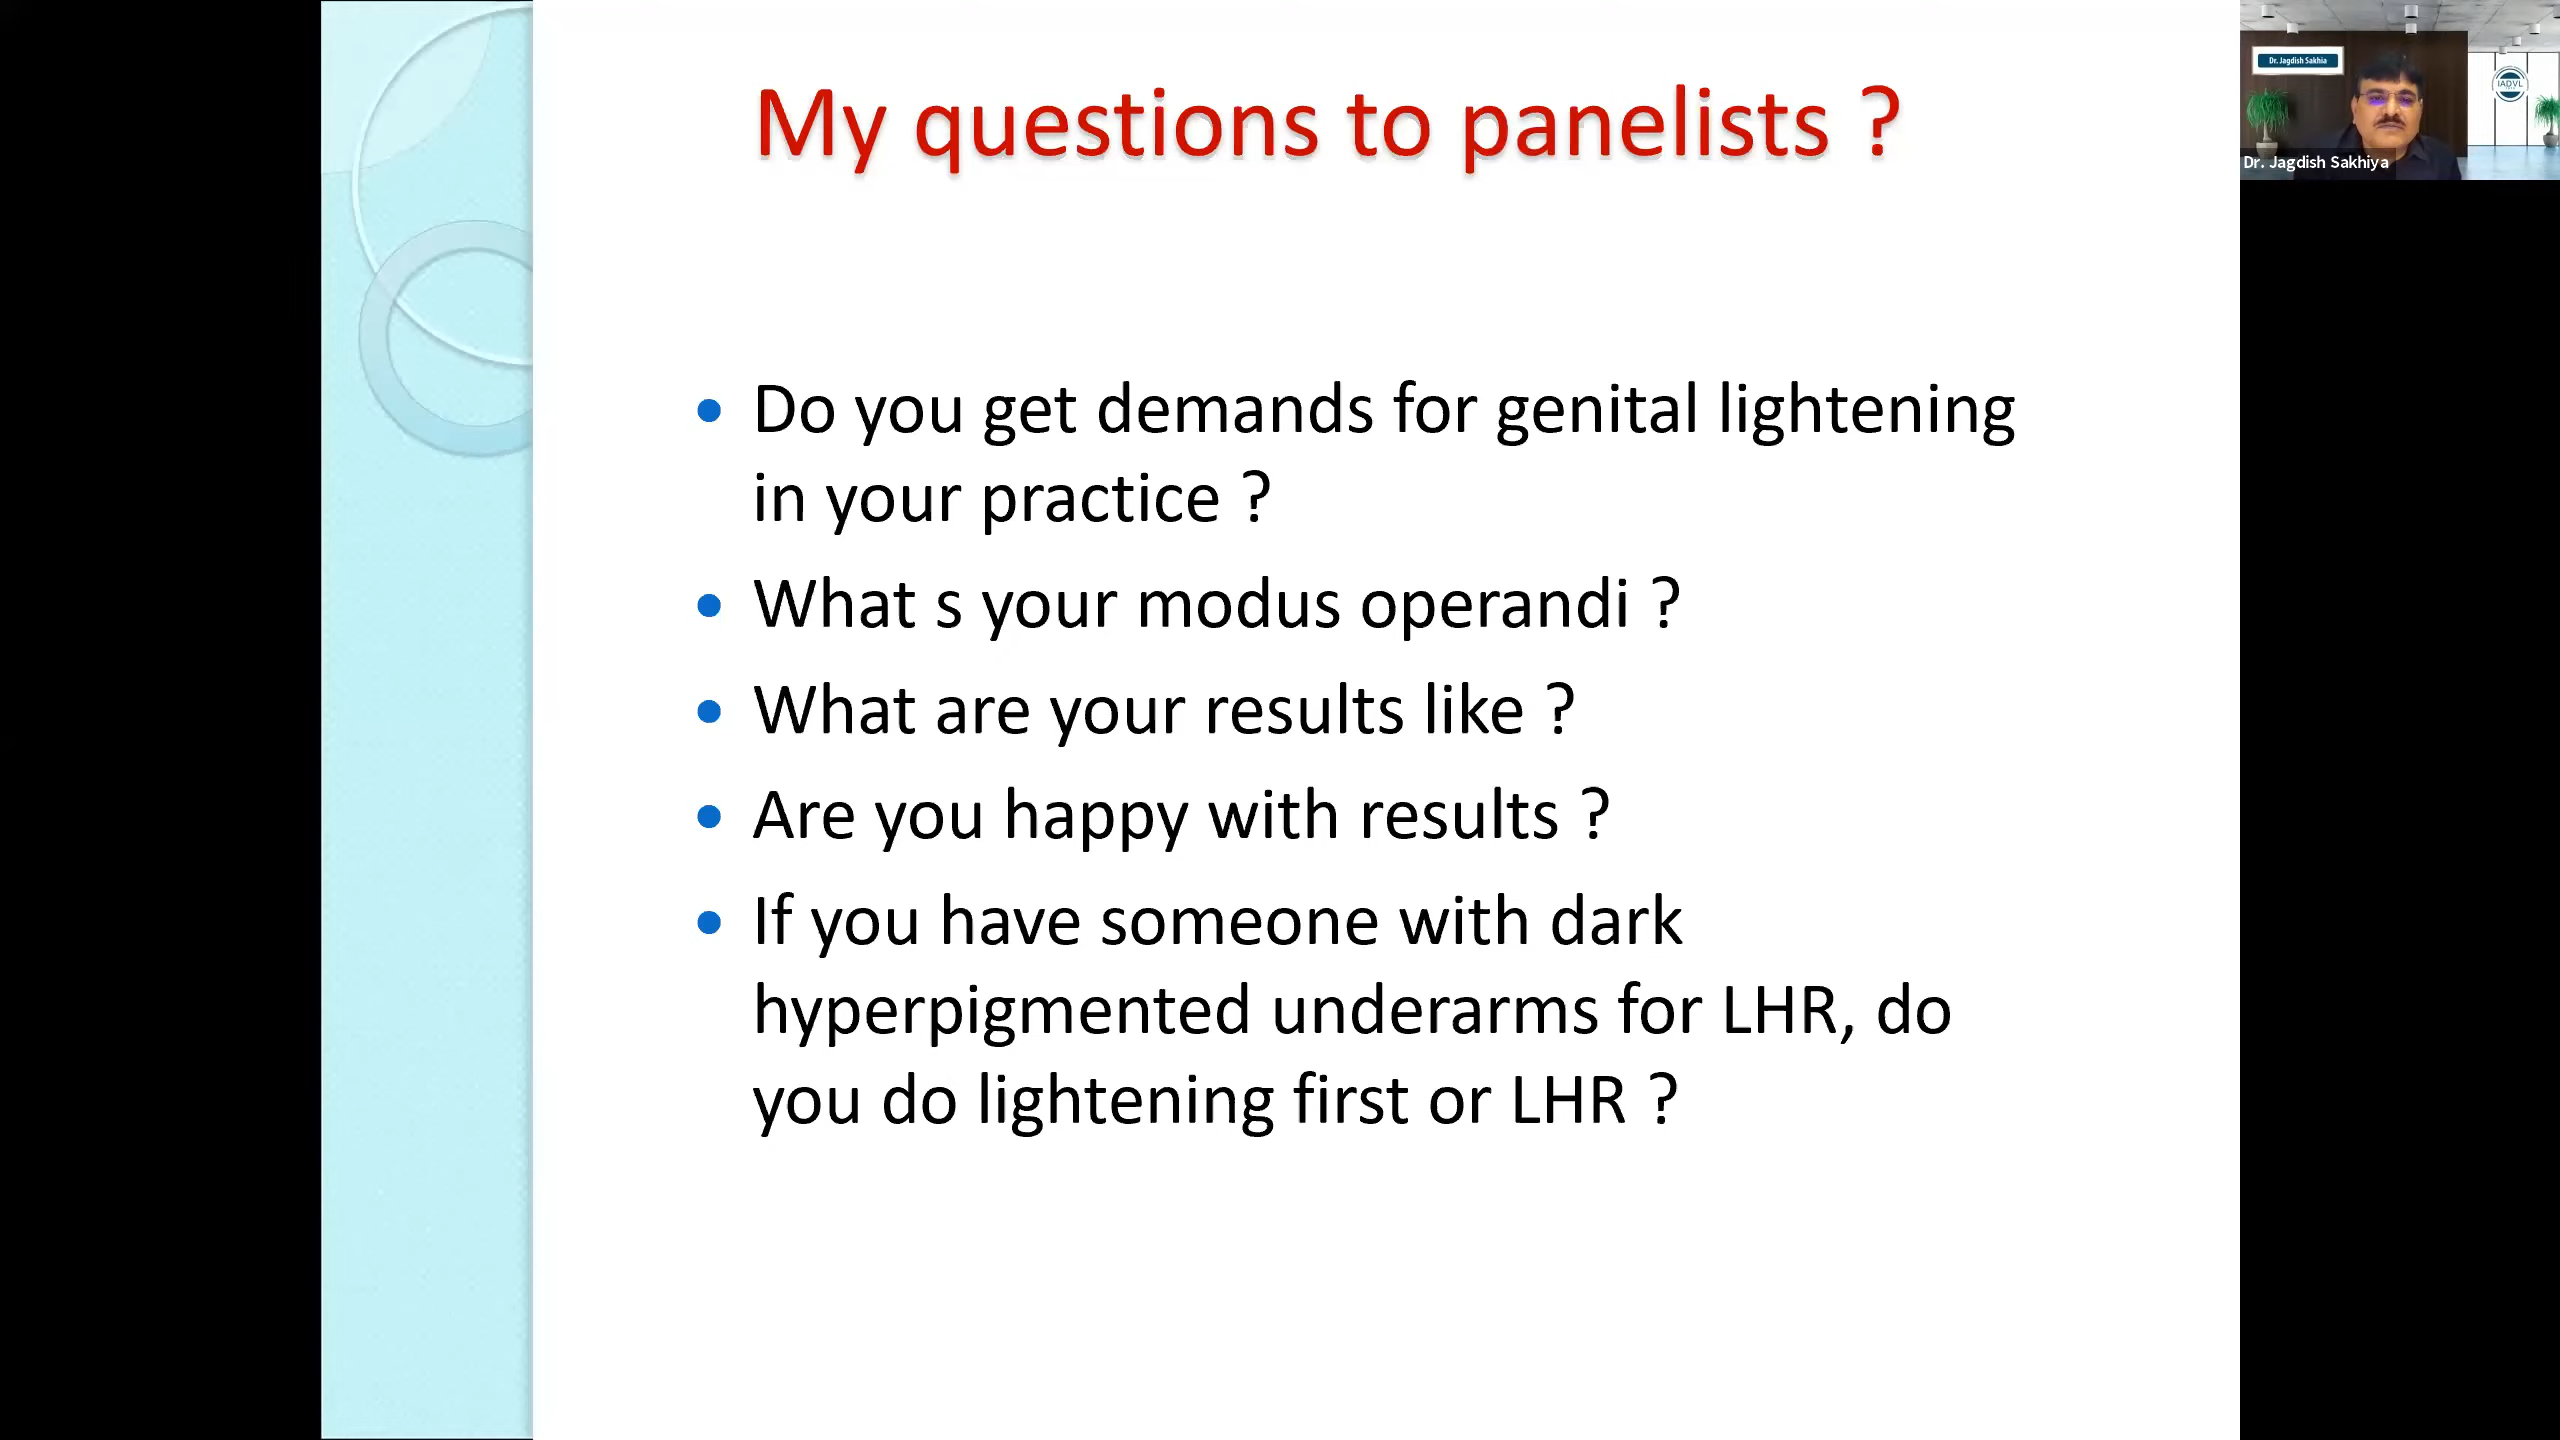 My questions to panelists ?
Do you get demands for genital lightening
in your practice ?
What s your modus operandi ?
What are your results like ?
Are you happy with results ?
If you have someone with dark
hyperpigmented underarms for LHR, do
you do lightening first or LHR ?
Dr. Jagdish Sakhia
IADVL
Dr. Jagdish Sakhiya